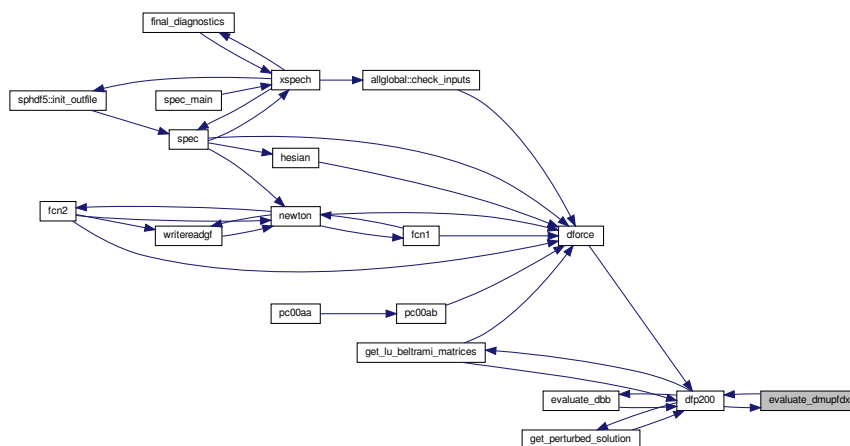 final_diagnostics
xspech
allglobal::check_inputs
sphdf5::init_outfile
spec_main
spec
hesian
fcn2
newton
writereadgf
fcn1
dforce
pc00aa
pc00ab
get_lu_beltrami_matrices
evaluate_dbb
dfp200
evaluate_dmupfdx
get_perturbed_solution